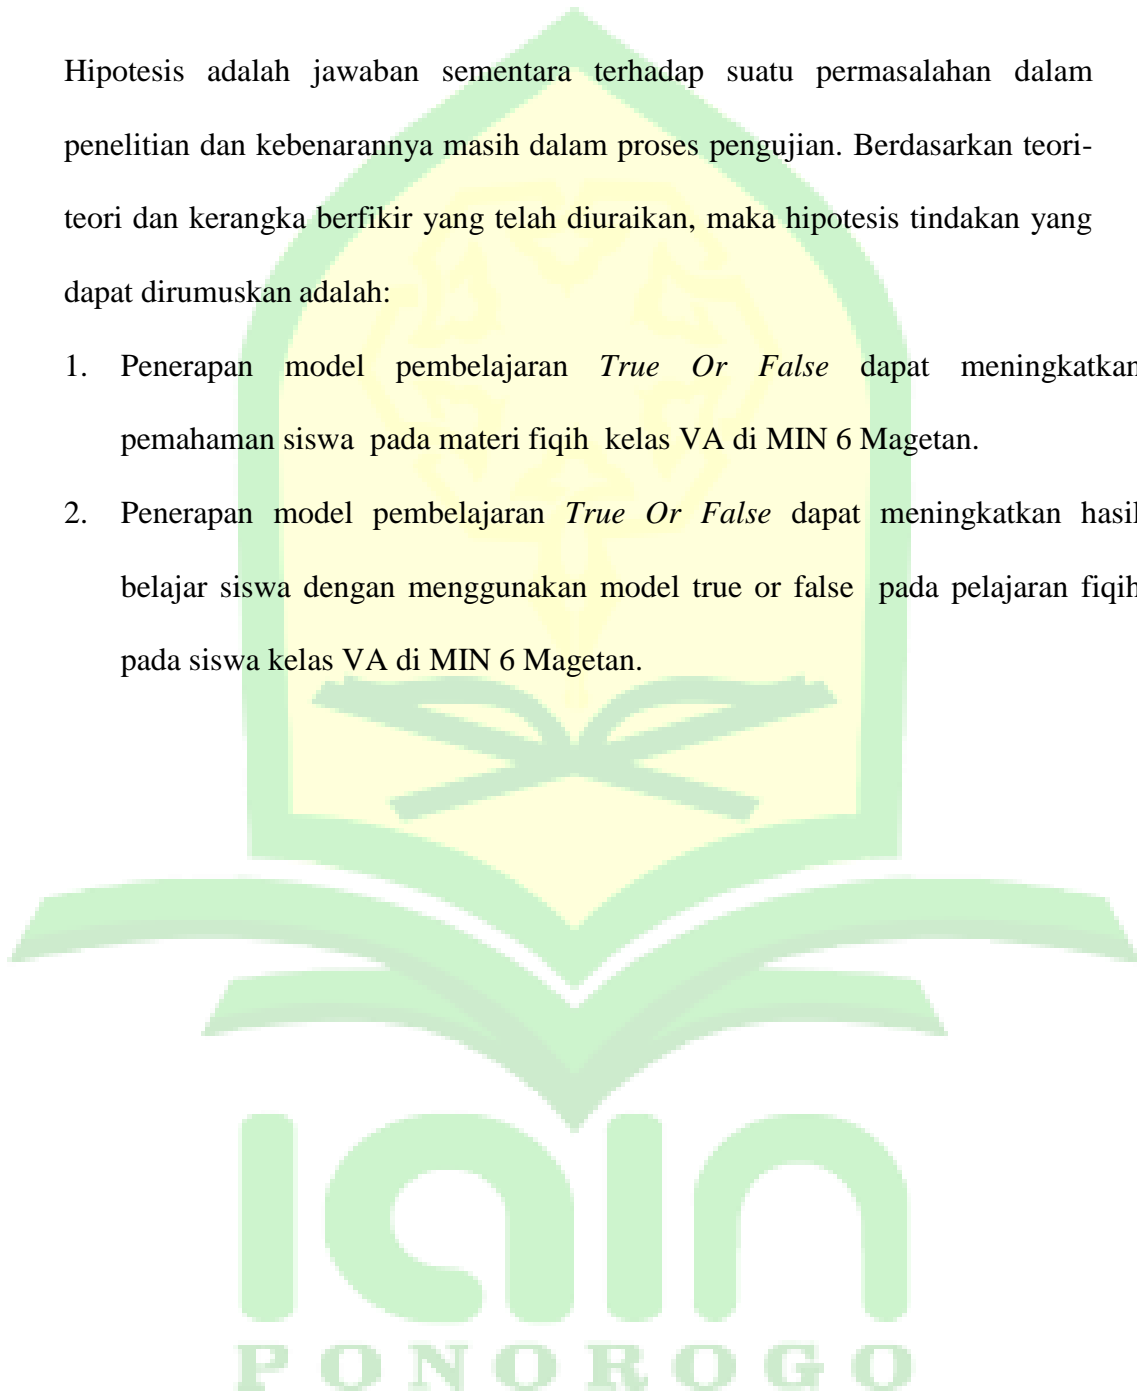 Hipotesis adalah jawaban sementara terhadap suatu permasalahan dalam
penelitian dan kebenarannya masih dalam proses pengujian. Berdasarkan teori-
teori dan kerangka berfikir yang telah diuraikan, maka hipotesis tindakan yang
dapat dirumuskan adalah:
1. Penerapan model pembelajaran True Or False dapat meningkatkan
pemahaman siswa pada materi fiqih kelas VA di MIN 6 Magetan.
2. Penerapan model pembelajaran True Or False dapat meningkatkan hasil
belajar siswa dengan menggunakan model true or false pada pelajaran fiqih
pada siswa kelas VA di MIN 6 Magetan.
iain
PONOROGO